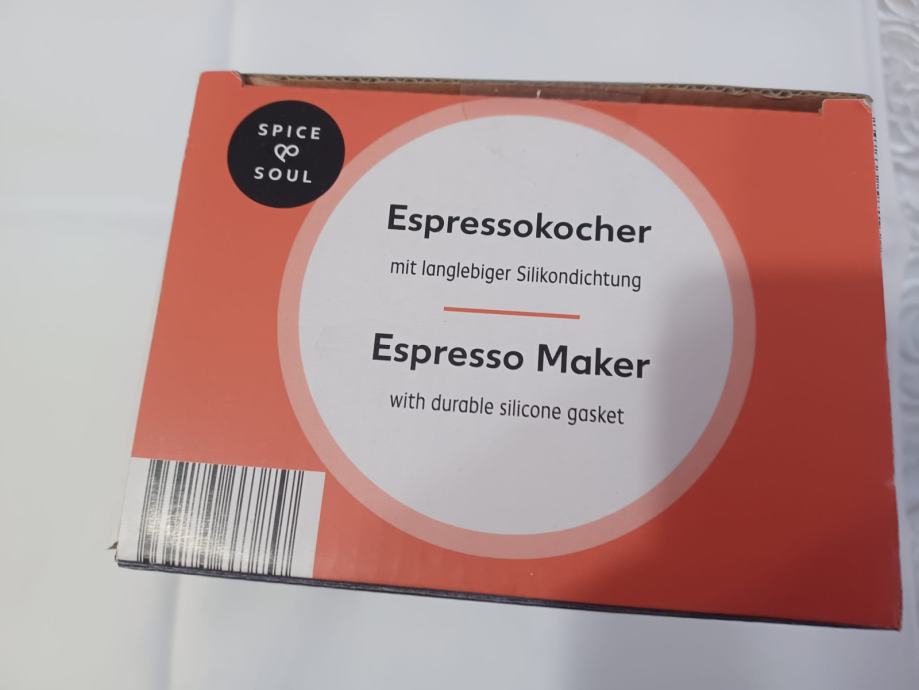 SPICE
&
SOUL
Espressokocher
mit langlebiger Silikondichtung
Espresso Maker
with durable silicone gasket